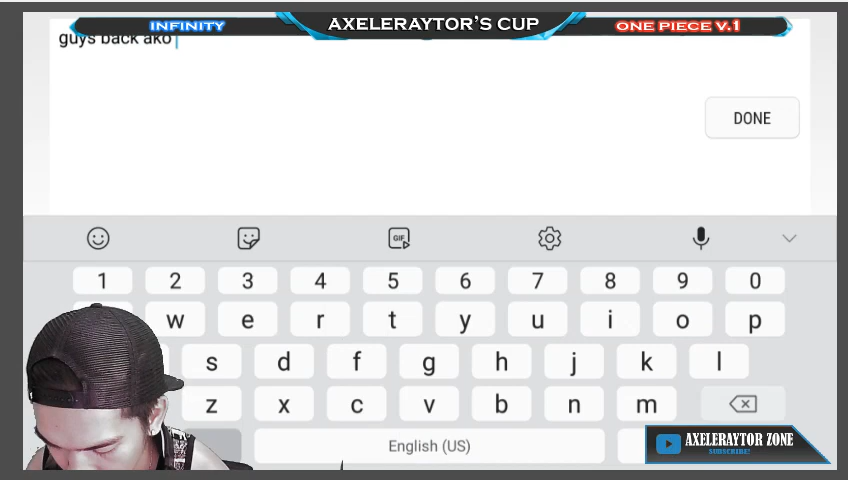 INFINITY AXELERAYTOR'S CUP ONE PIECE V.1
guys back ako
DONE
GIF
1 2 3 4 5 6 7 8 9 0
w e r t y u i o p
s d f g h j k l
z x c v b n m
English (US)
AXELERAYTOR ZONE
SUBSCRIBE!